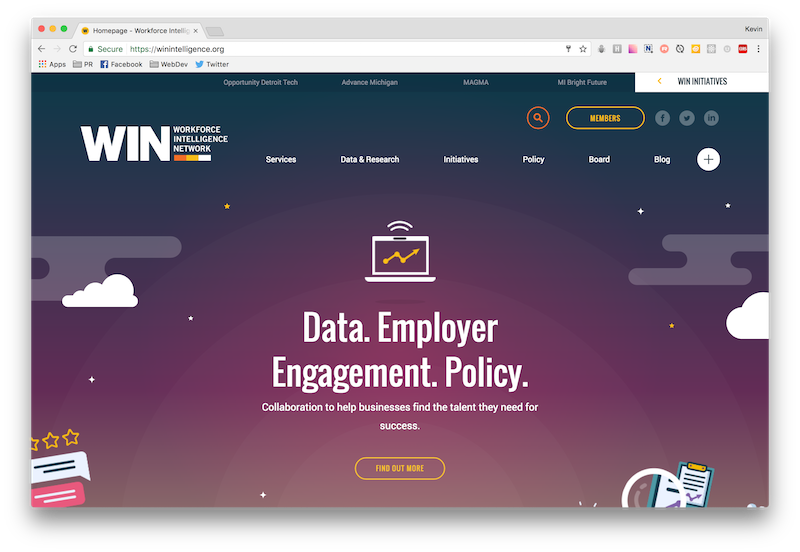 Homepage - Workforce Intellig
Kevin
Secure https://winintelligence.org
Apps PR Facebook WebDev Twitter
Opportunity Detroit Tech Advance Michigan MAGMA MI Bright Future WIN INITIATIVES
MEMBERS
WIN WORKFORCE
INTELLIGENCE
NETWORK
Services Data & Research Initiatives Policy Board Blog
Data. Employer
Engagement. Policy.
Collaboration to help businesses find the talent they need for
success.
FIND OUT MORE